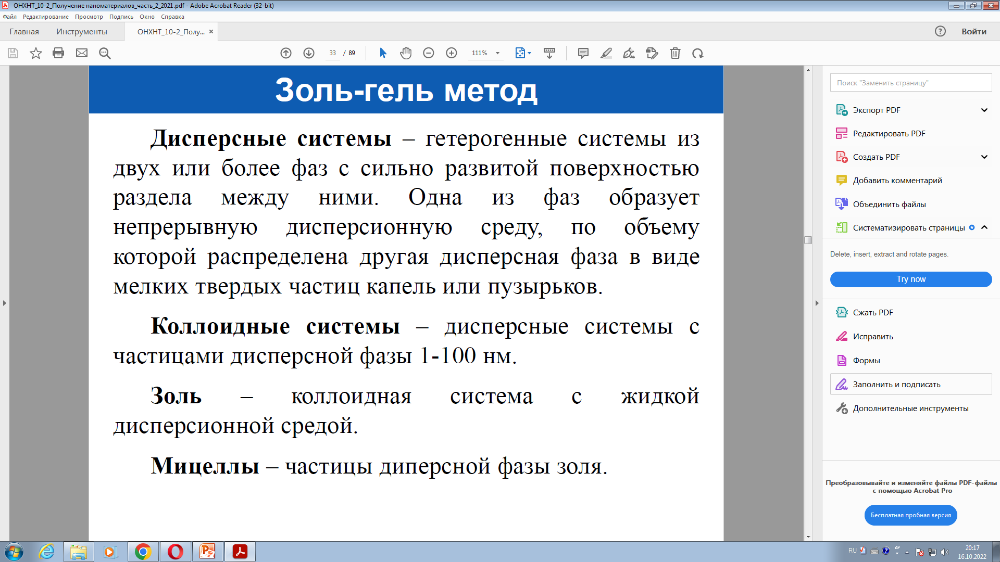 ОНХНТ_10-2_Получение наноматериалов_часть_2_2021.pdf - Adobe Acrobat Reader (32-bit)
Файл Редактирование Просмотр Подпись Окно Справка
Главная Инструменты ОНХНТ_10-2_Полу... × ? Войти
33 / 89 111%
Золь-гель метод
Дисперсные системы – гетерогенные системы из
двух или более фаз с сильно развитой поверхностью
раздела между ними. Одна из фаз образует
непрерывную дисперсионную среду, по объему
которой распределена другая дисперсная фаза в виде
мелких твердых частиц капель или пузырьков.
Коллоидные системы – дисперсные системы с
частицами дисперсной фазы 1-100 нм.
Золь – коллоидная система с жидкой
дисперсионной средой.
Мицеллы – частицы диперсной фазы золя.
Поиск "Заменить страницу"
Экспорт PDF
Редактировать PDF
Создать PDF
Добавить комментарий
Объединить файлы
Систематизировать страницы
Delete, insert, extract and rotate pages.
Try now
Сжать PDF
Исправить
Формы
Заполнить и подписать
Дополнительные инструменты
Преобразовывайте и изменяйте файлы PDF-файлы
с помощью Acrobat Pro
Бесплатная пробная версия
RU 20:17
16.10.2022